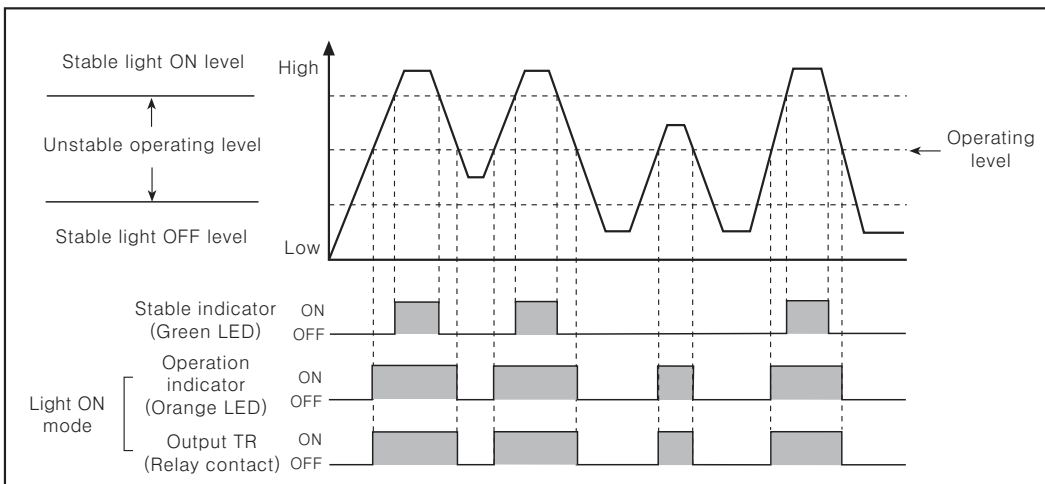 Stable light ON level
Unstable operating level
Stable light OFF level
High
Low
Operating
level
Stable indicator
(Green LED)
ON
OFF
Light ON
mode
Operation
indicator
(Orange LED)
ON
OFF
Output TR
(Relay contact)
ON
OFF